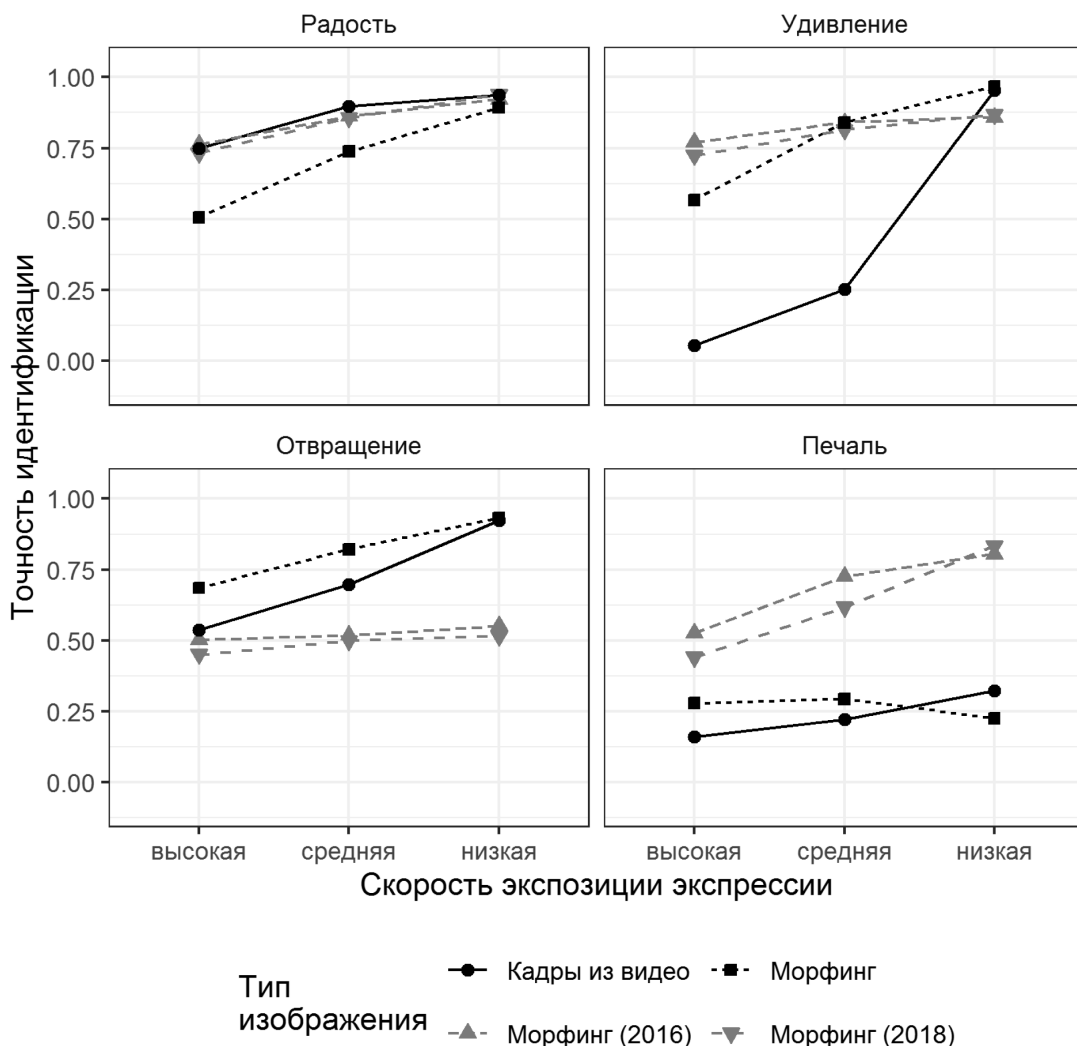 Радость
Удивление
1.00
0.75
0.50
0.25
0.00
Точность идентификации
Отвращение
Печаль
1.00
0.75
0.50
0.25
0.00
высокая средняя низкая
высокая средняя низкая
Скорость экспозиции экспрессии
Тип
изображения
Кадры из видео
Морфинг
Морфинг (2016)
Морфинг (2018)